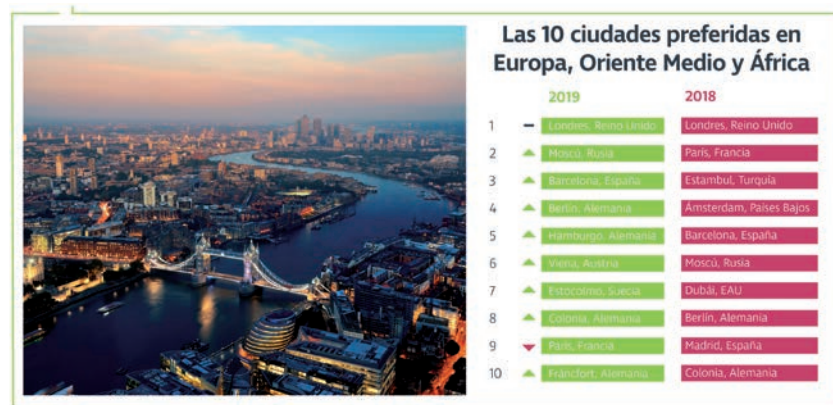 Las 10 ciudades preferidas en
Europa, Oriente Medio y África
2019 2018
1 Londres, Reino Unido Londres, Reino Unido
2 Moscú, Rusia París, Francia
3 Barcelona, España Estambul, Turquía
4 Berlín, Alemania Ámsterdam, Países Bajos
5 Hamburgo, Alemania Barcelona, España
6 Viena, Austria Moscú, Rusia
7 Estocolmo, Suecia Dubái, EAU
8 Colonia, Alemania Berlín, Alemania
9 París, Francia Madrid, España
10 Fráncfort, Alemania Colonia, Alemania